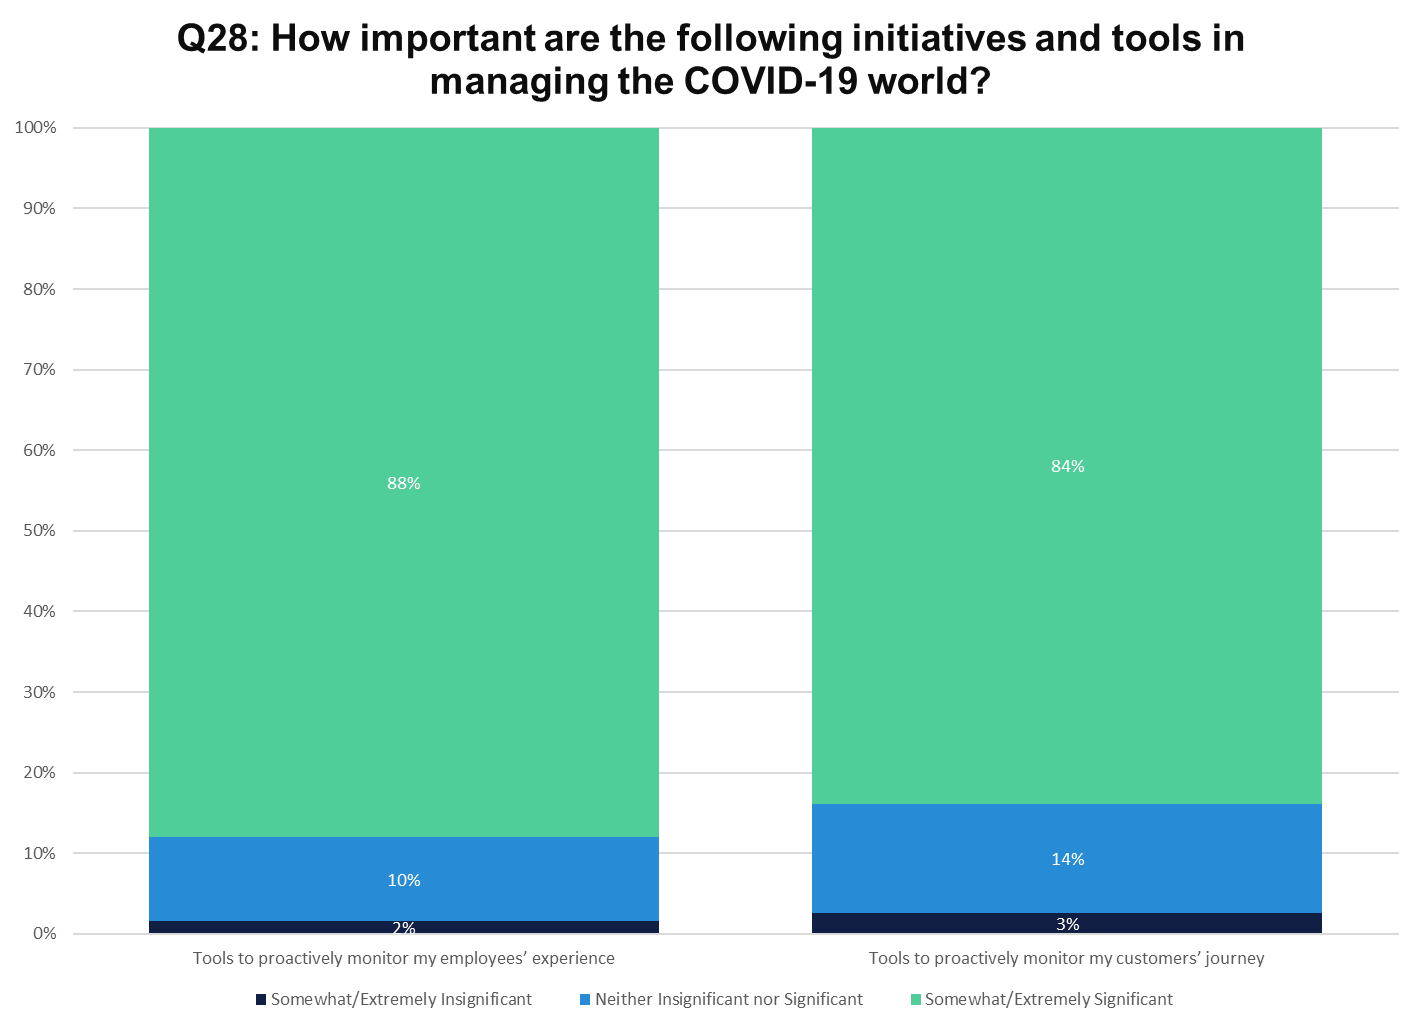 Q28: How important are the following initiatives and tools in
managing the COVID-19 world?
100%
90%
80%
70%
60%
50%
40%
30%
20%
10%
0%
88%
84%
10%
14%
2%
3%
Tools to proactively monitor my employees’ experience
Tools to proactively monitor my customers’ journey
Somewhat/Extremely Insignificant
Neither Insignificant nor Significant
Somewhat/Extremely Significant